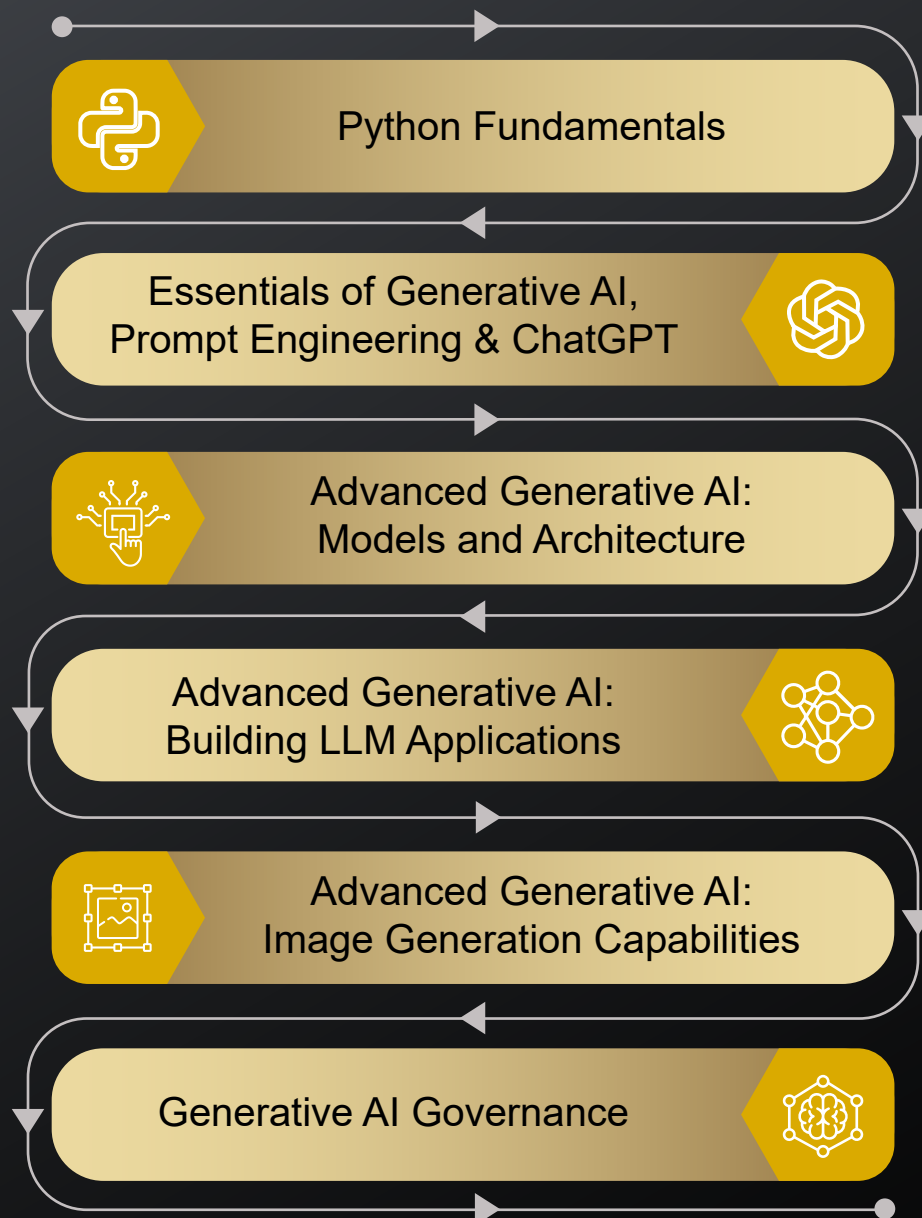 Python Fundamentals
Essentials of Generative AI,
Prompt Engineering & ChatGPT
Advanced Generative AI:
Models and Architecture
Advanced Generative AI:
Building LLM Applications
Advanced Generative AI:
Image Generation Capabilities
Generative AI Governance